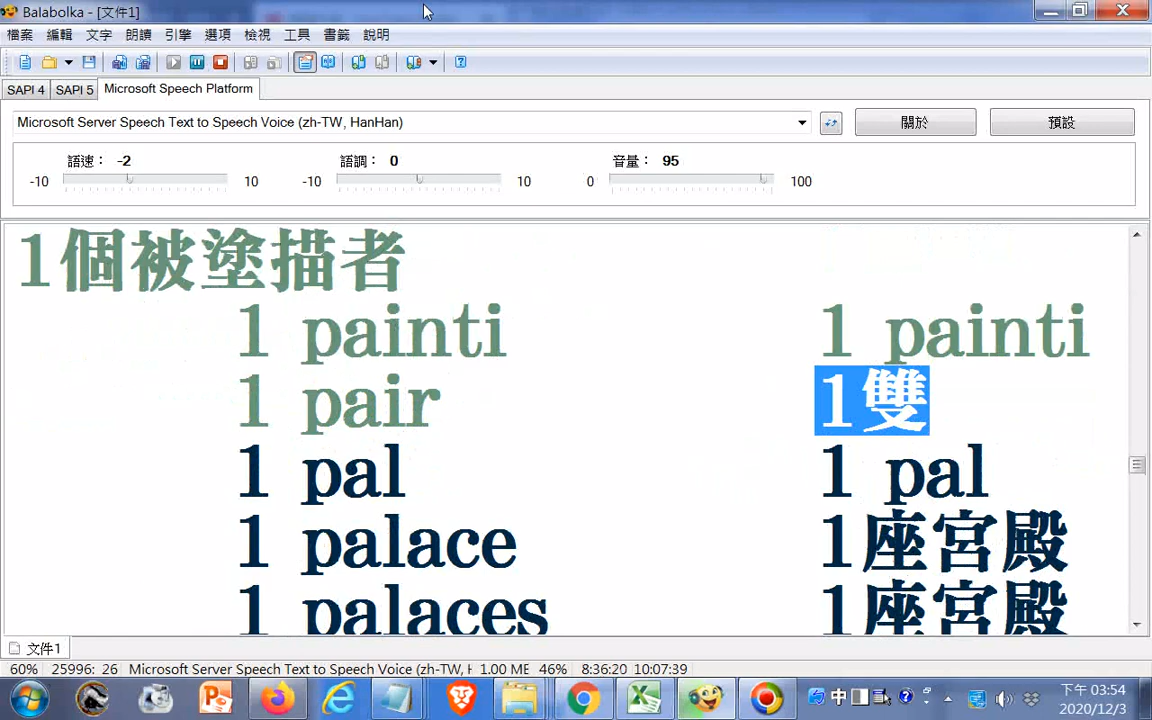 Balabolka - [文件1]
檔案 編輯 文字 朗讀 引擎 選項 檢視 工具 書籤 說明
SAPI 4 SAPI 5 Microsoft Speech Platform
Microsoft Server Speech Text to Speech Voice (zh-TW, HanHan) 關於 預設
語速： -2 語調： 0 音量： 95
-10 10 -10 10 0 100
1個被塗描者
1 painti 1 painti
1 pair 1雙
1 pal 1 pal
1 palace 1座宮殿
1 palaces 1座宮殿
文件1
60% 25996: 26 Microsoft Server Speech Text to Speech Voice (zh-TW, 1.00 ME 46% 8:36:20 10:07:39
中 下午 03:54
2020/12/3